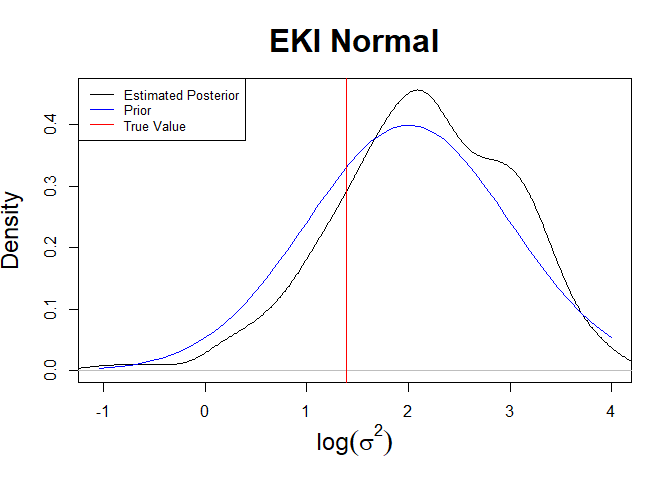 EKI Normal
Estimated Posterior
Prior
True Value
Density
0.4
0.3
0.2
0.1
0.0
-1 0 1 2 3 4
log(σ²)